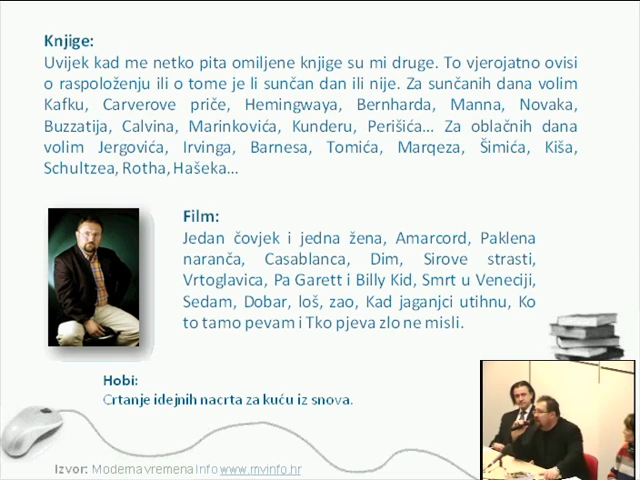 Knjige:
Uvijek kad me netko pita omiljene knjige su mi druge. To vjerojatno ovisi
o raspoloženju ili o tome je li sunčan dan ili nije. Za sunčanih dana volim
Kafku, Carverove priče, Hemingwaya, Bernharda, Manna, Novaka,
Buzzatija, Calvina, Marinkovića, Kunderu, Perišića... Za oblačnih dana
volim Jergovića, Irvinga, Barnesa, Tomića, Marqeza, Šimića, Kiša,
Schultzea, Rotha, Hašeka...
Film:
Jedan čovjek i jedna žena, Amarcord, Paklena
naranča, Casablanca, Dim, Sirove strasti,
Vrtoglavica, Pa Garett i Billy Kid, Smrt u Veneciji,
Sedam, Dobar, loš, zao, Kad jaganjci utihnu, Ko
to tamo pevam i Tko pjeva zlo ne misli.
Hobi:
Crtanje idejnih nacrta za kuću iz snova.
Izvor: Moderna vremena Info www.mvinfo.hr